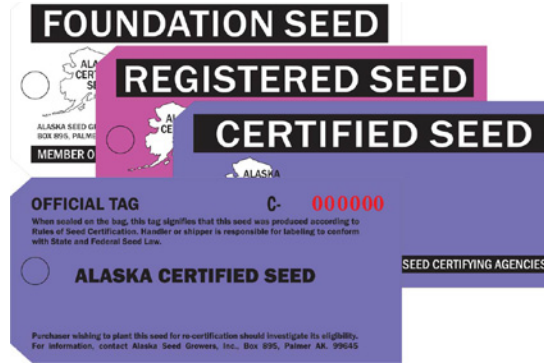 FOUNDATION SEED
ALASKA SEED
BOX 895, PALME
MEMBER O
REGISTERED SEED
CERTIFIED SEED
ALASKA
SEED CERTIFYING AGENCIES
OFFICIAL TAG C- 000000
When sealed on the bag, this tag signifies that this seed was produced according to
Rules of Seed Certification. Handler or shipper is responsible for labeling to conform
with State and Federal Seed Law.
ALASKA CERTIFIED SEED
Purchaser wishing to plant this seed for re-certification should investigate its eligibility.
For information, contact Alaska Seed Growers, Inc., Box 895, Palmer AK. 99645